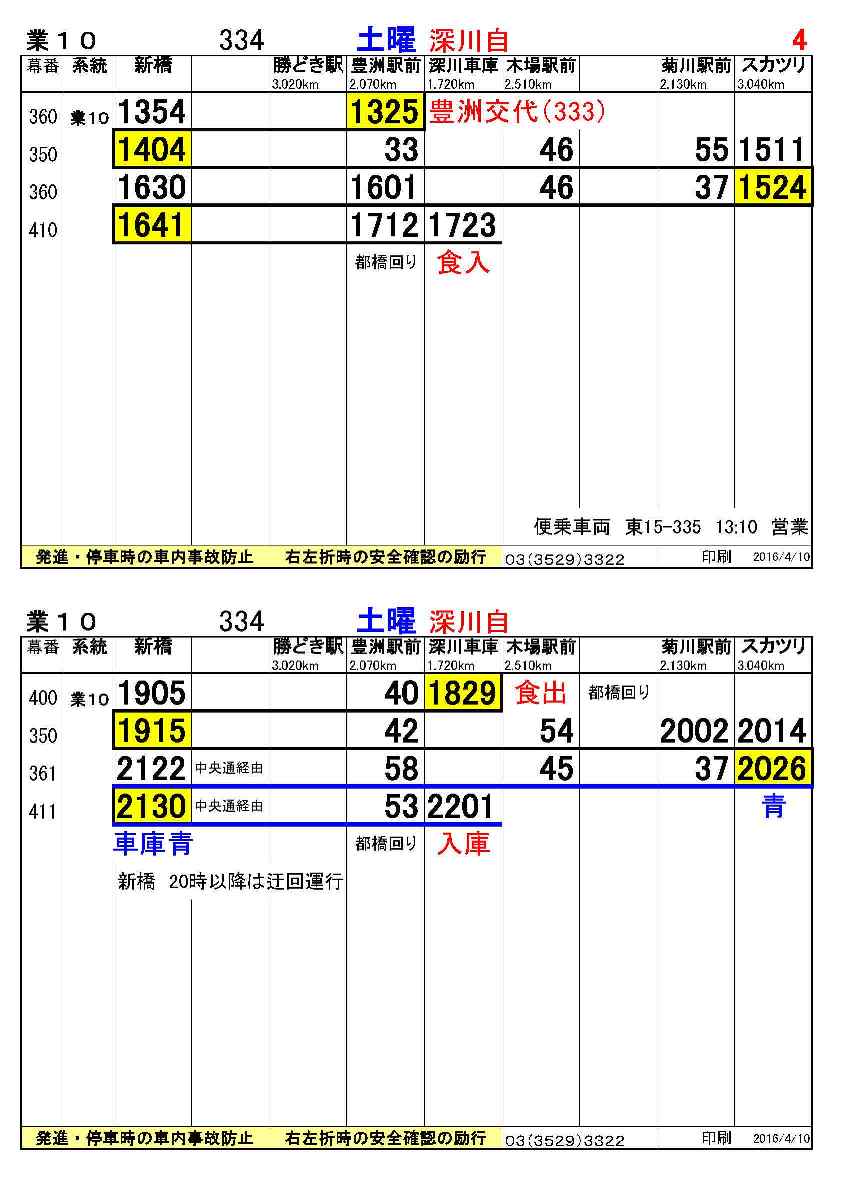 業１０ 334 土曜 深川自 4
幕番 系統 新橋 勝どき駅 豊洲駅前 深川車庫 木場駅前 菊川駅前 スカツリ
3.020km 2.070km 1.720km 2.510km 2.130km 3.040km
360 業10 1354 1325 豊洲交代(333)
350 1404 33 46 55 1511
360 1630 1601 46 37 1524
410 1641 1712 1723
都橋回り 食入
便乗車両 東15-335 13:10 営業
発進・停車時の車内事故防止 右左折時の安全確認の励行 03(3529)3322 印刷 2016/4/10
業１０ 334 土曜 深川自
幕番 系統 新橋 勝どき駅 豊洲駅前 深川車庫 木場駅前 菊川駅前 スカツリ
3.020km 2.070km 1.720km 2.510km 2.130km 3.040km
400 業10 1905 40 1829 食出 都橋回り
350 1915 42 54 2002 2014
361 2122 中央通経由 58 45 37 2026
411 2130 中央通経由 53 2201 青
車庫青 都橋回り 入庫
新橋 20時以降は迂回運行
発進・停車時の車内事故防止 右左折時の安全確認の励行 03(3529)3322 印刷 2016/4/10